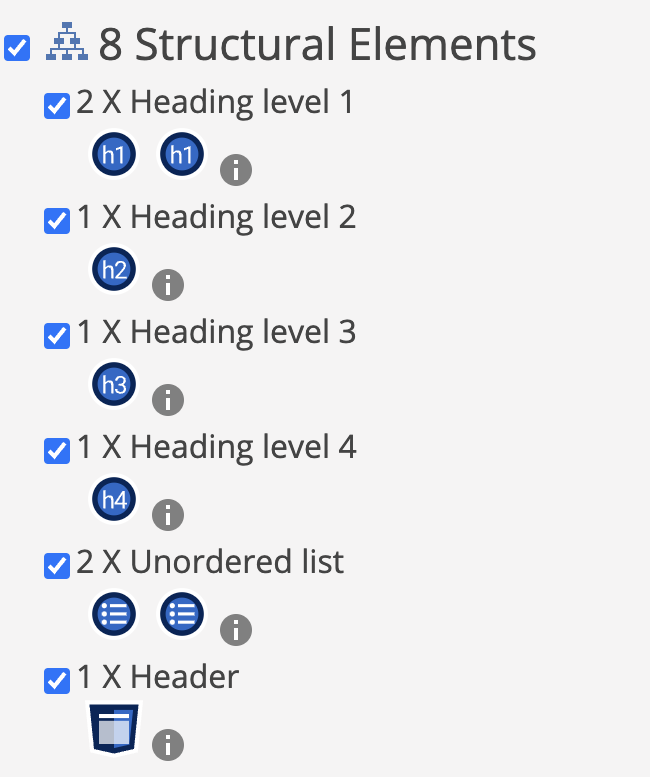 8 Structural Elements
2 X Heading level 1
h1 h1 i
1 X Heading level 2
h2 i
1 X Heading level 3
h3 i
1 X Heading level 4
h4 i
2 X Unordered list
i
1 X Header
i